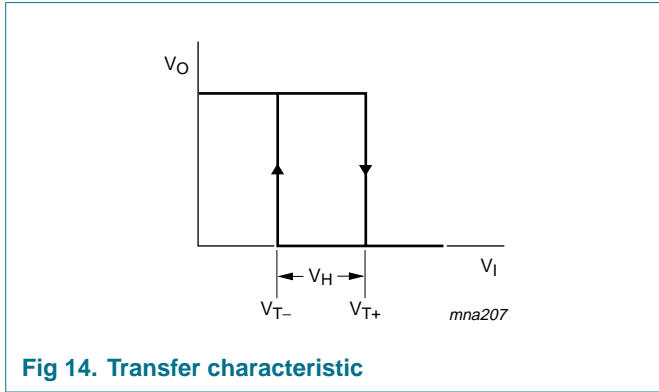 VO
VH
VI
VT−
VT+
mna207
Fig 14. Transfer characteristic